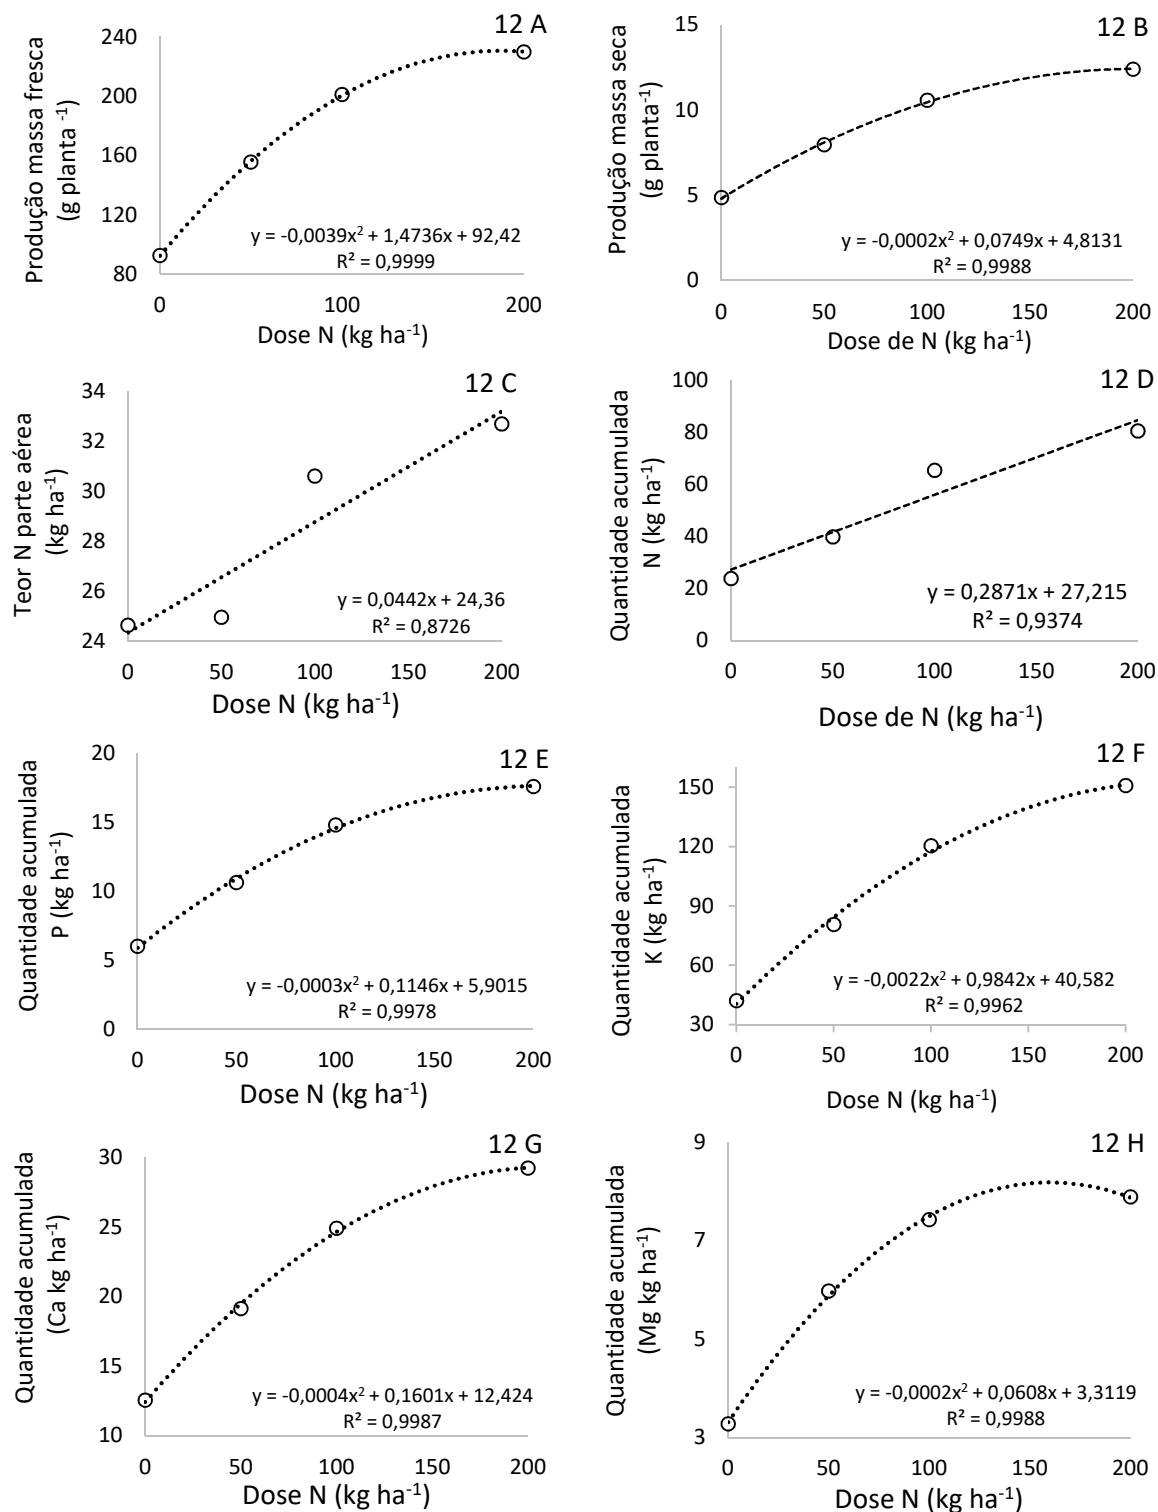 12 A
Produção massa fresca
(g planta ⁻¹)
240
200
160
120
80
y = -0,0039x² + 1,4736x + 92,42
R² = 0,9999
0
100
200
Dose N (kg ha⁻¹)
12 B
Produção massa seca
(g planta⁻¹)
15
10
5
0
y = -0,0002x² + 0,0749x + 4,8131
R² = 0,9988
0
50
100
150
200
Dose de N (kg ha⁻¹)
12 C
Teor N parte aérea
(kg ha⁻¹)
34
32
30
28
26
24
y = 0,0442x + 24,36
R² = 0,8726
0
50
100
150
200
Dose N (kg ha⁻¹)
12 D
Quantidade acumulada
N (kg ha⁻¹)
100
80
60
40
20
0
y = 0,2871x + 27,215
R² = 0,9374
0
50
100
150
200
Dose de N (kg ha⁻¹)
12 E
Quantidade acumulada
P (kg ha⁻¹)
20
15
10
5
0
y = -0,0003x² + 0,1146x + 5,9015
R² = 0,9978
0
50
100
150
200
Dose N (kg ha⁻¹)
12 F
Quantidade acumulada
K (kg ha⁻¹)
150
120
90
60
30
y = -0,0022x² + 0,9842x + 40,582
R² = 0,9962
0
50
100
150
200
Dose N (kg ha⁻¹)
12 G
Quantidade acumulada
(Ca kg ha⁻¹)
30
25
20
15
10
y = -0,0004x² + 0,1601x + 12,424
R² = 0,9987
0
50
100
150
200
Dose N (kg ha⁻¹)
12 H
Quantidade acumulada
(Mg kg ha⁻¹)
9
7
5
3
y = -0,0002x² + 0,0608x + 3,3119
R² = 0,9988
0
50
100
150
200
Dose N (kg ha⁻¹)